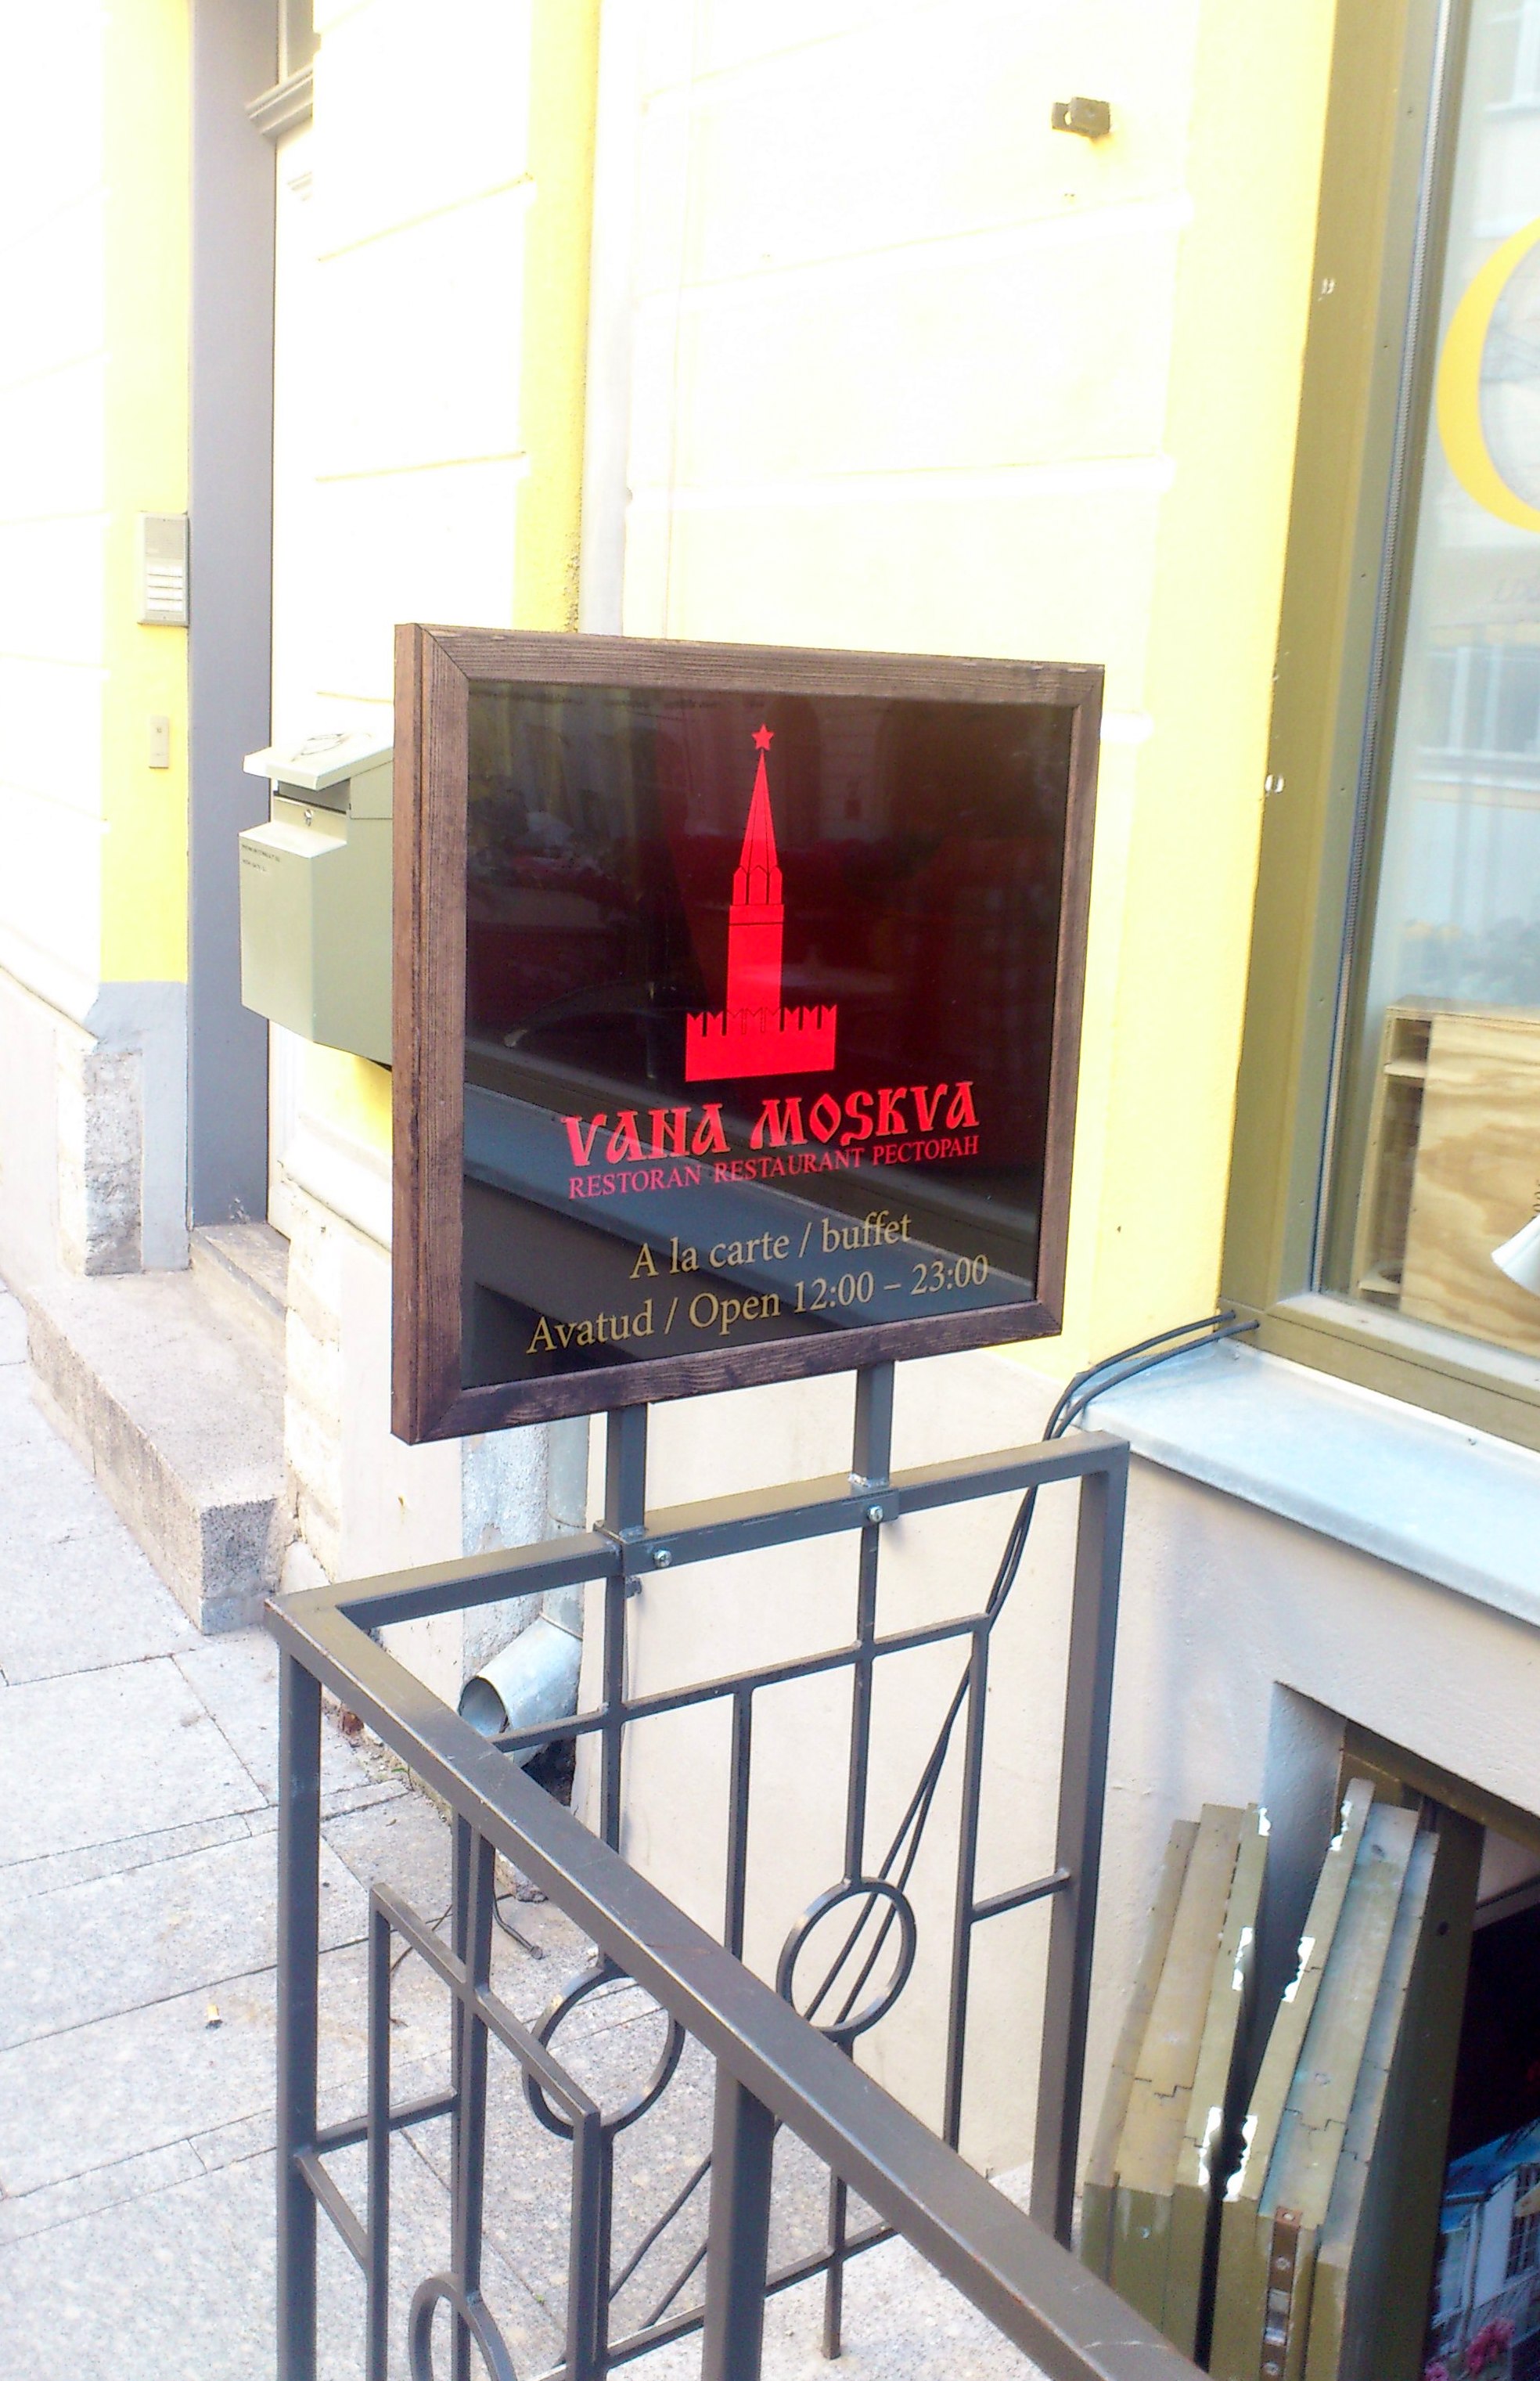 VANA MOSKVA
RESTORAN RESTAURANT РЕСТОРАН
A la carte / buffet
Avatud / Open 12:00 – 23:00